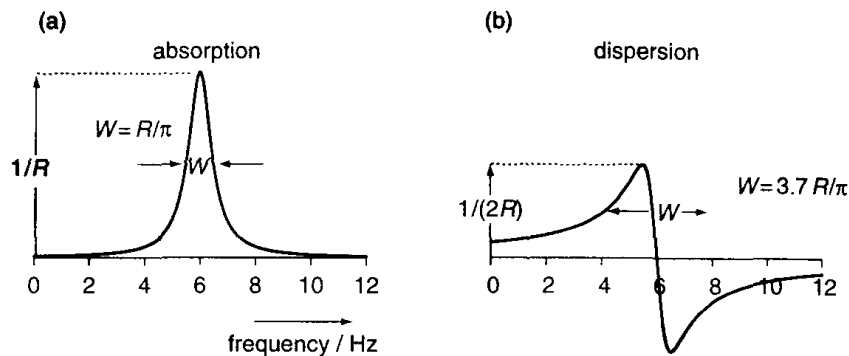 (a)
absorption
W = R/π
1/R
W
0 2 4 6 8 10 12
frequency / Hz
(b)
dispersion
W = 3.7 R/π
1/(2R)
W
0 2 4 6 8 10 12